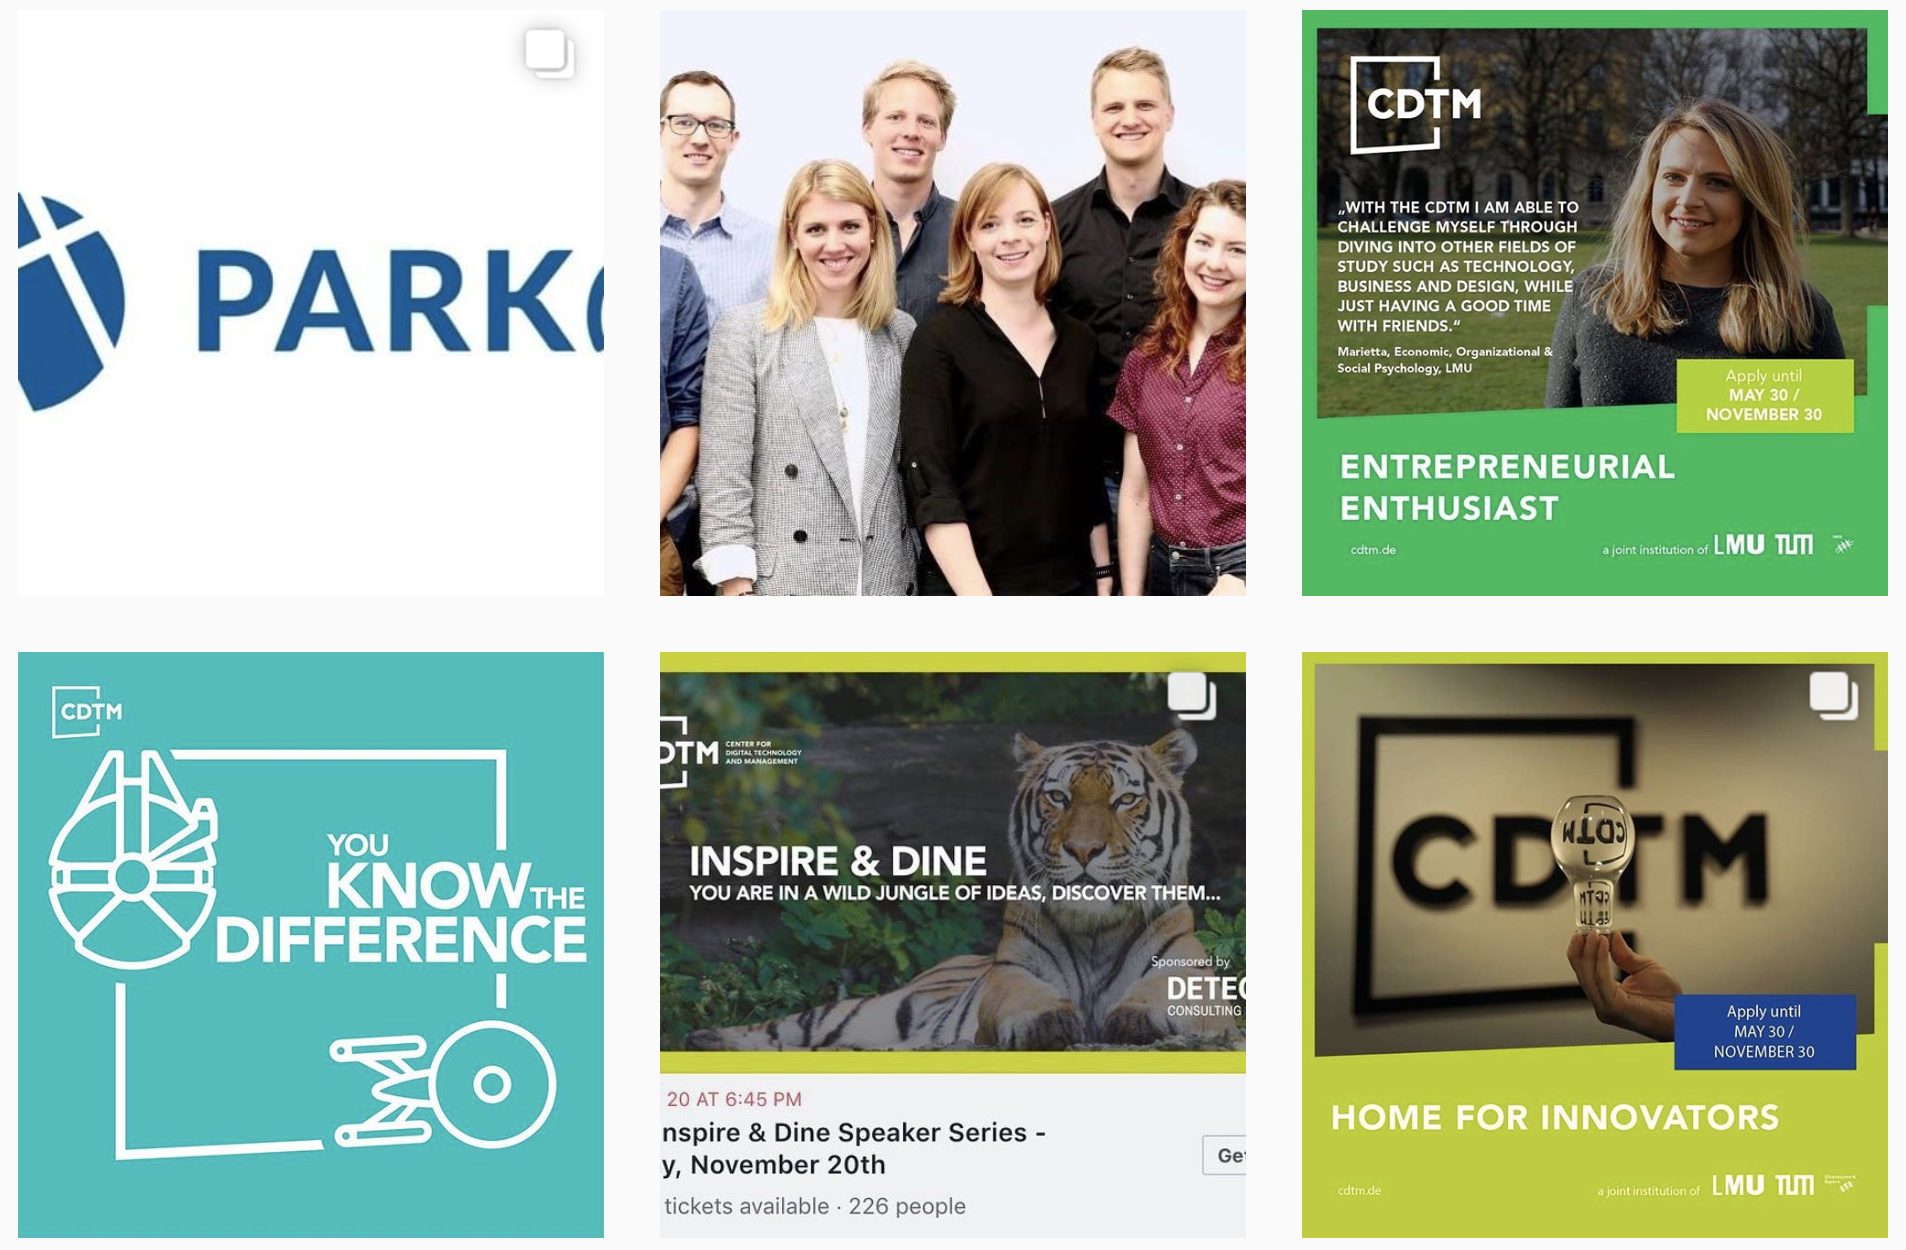 PARK
CDTM
„WITH THE CDTM I AM ABLE TO
CHALLENGE MYSELF THROUGH
DIVING INTO OTHER FIELDS OF
STUDY SUCH AS TECHNOLOGY,
BUSINESS AND DESIGN, WHILE
JUST HAVING A GOOD TIME
WITH FRIENDS.“
Marietta, Economic, Organizational &
Social Psychology, LMU
Apply until
MAY 30 /
NOVEMBER 30
ENTREPRENEURIAL
ENTHUSIAST
cdtm.de
a joint institution of LMU TUM
CDTM
YOU
KNOW THE
DIFFERENCE
DTM
CENTER FOR
DIGITAL TECHNOLOGY
AND MANAGEMENT
INSPIRE & DINE
YOU ARE IN A WILD JUNGLE OF IDEAS, DISCOVER THEM...
Sponsored by
DETEC
CONSULTING
20 AT 6:45 PM
nspire & Dine Speaker Series -
y, November 20th
Get
tickets available · 226 people
CDTM
CDTM
Apply until
MAY 30 /
NOVEMBER 30
HOME FOR INNOVATORS
cdtm.de
a joint institution of LMU TUM